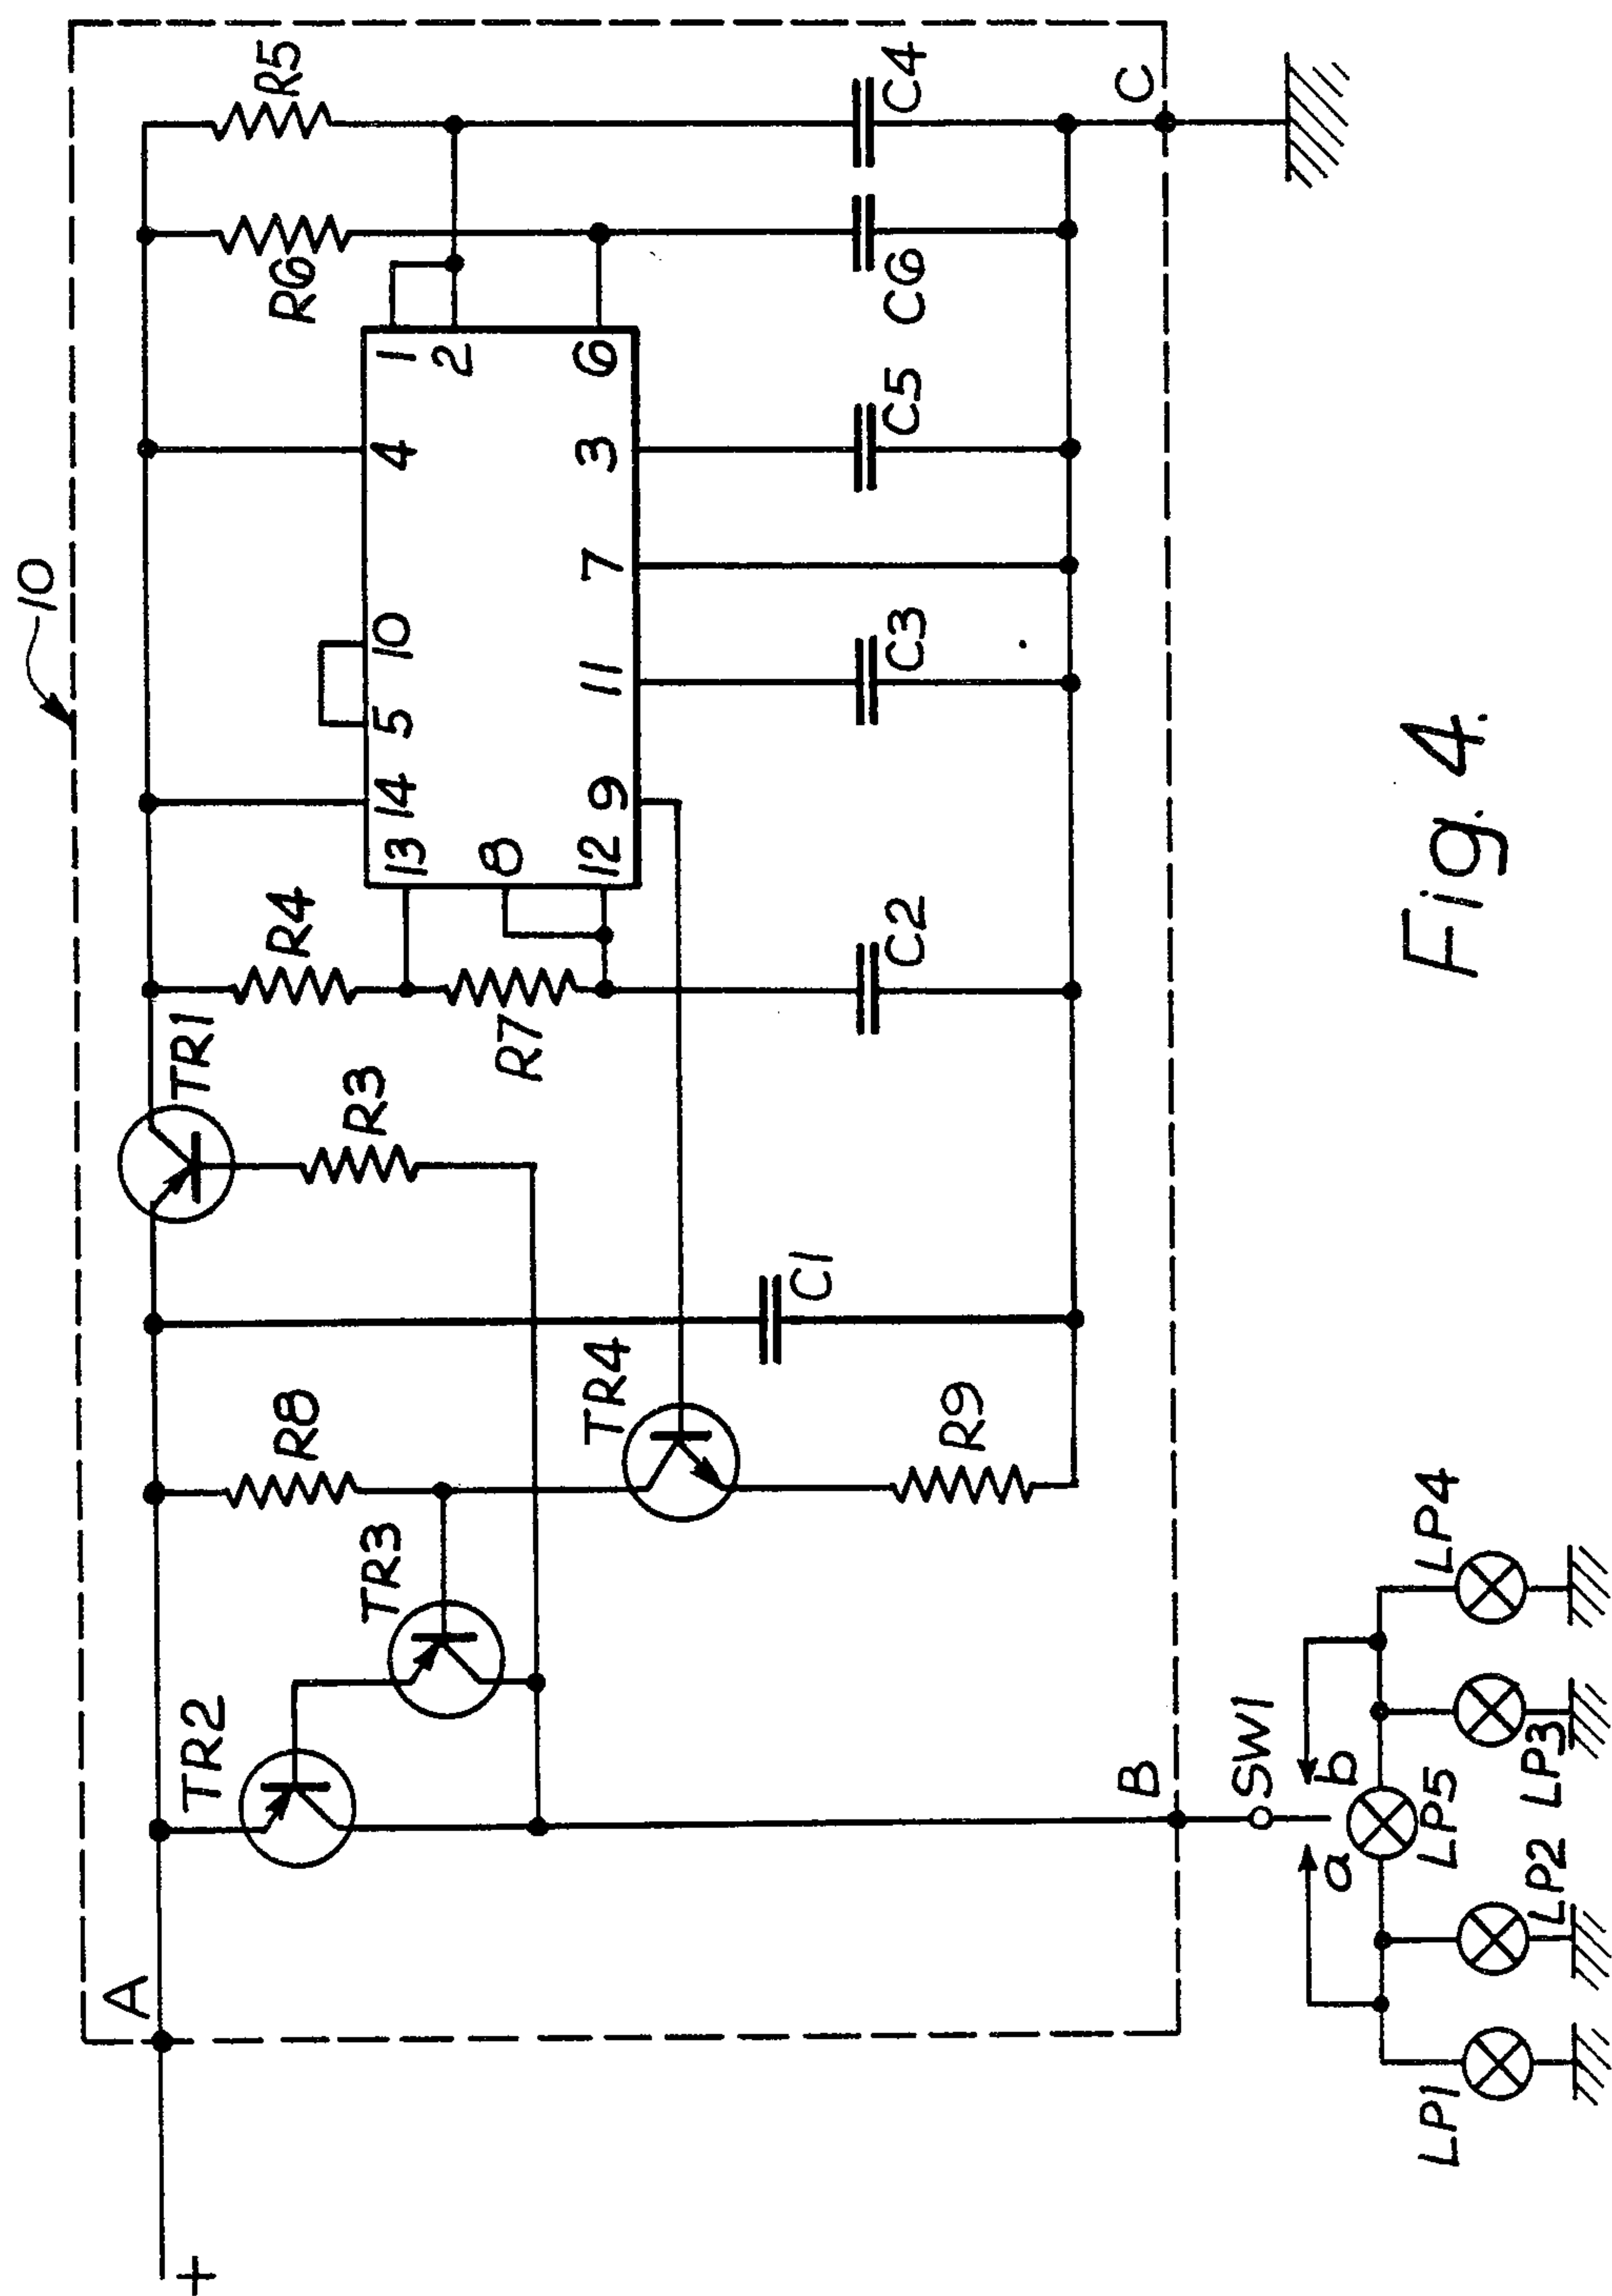 10
A
+
TR2
TR3
R8
TR4
R9
C1
TR1
R3
R4
R7
C2
13
14
5
10
4
8
12
9
11
7
3
1
2
6
C3
C5
R6
R5
C6
C4
C
B
SW1
a
b
LP1
LP2
LP5
LP3
LP4
Fig. 4.